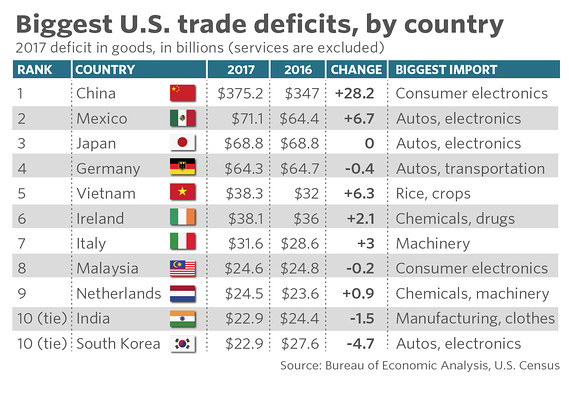 Biggest U.S. trade deficits, by country
2017 deficit in goods, in billions (services are excluded)
RANK COUNTRY 2017 2016 CHANGE BIGGEST IMPORT
1 China $375.2 $347 +28.2 Consumer electronics
2 Mexico $71.1 $64.4 +6.7 Autos, electronics
3 Japan $68.8 $68.8 0 Autos, electronics
4 Germany $64.3 $64.7 -0.4 Autos, transportation
5 Vietnam $38.3 $32 +6.3 Rice, crops
6 Ireland $38.1 $36 +2.1 Chemicals, drugs
7 Italy $31.6 $28.6 +3 Machinery
8 Malaysia $24.6 $24.8 -0.2 Consumer electronics
9 Netherlands $24.5 $23.6 +0.9 Chemicals, machinery
10 (tie) India $22.9 $24.4 -1.5 Manufacturing, clothes
10 (tie) South Korea $22.9 $27.6 -4.7 Autos, electronics
Source: Bureau of Economic Analysis, U.S. Census